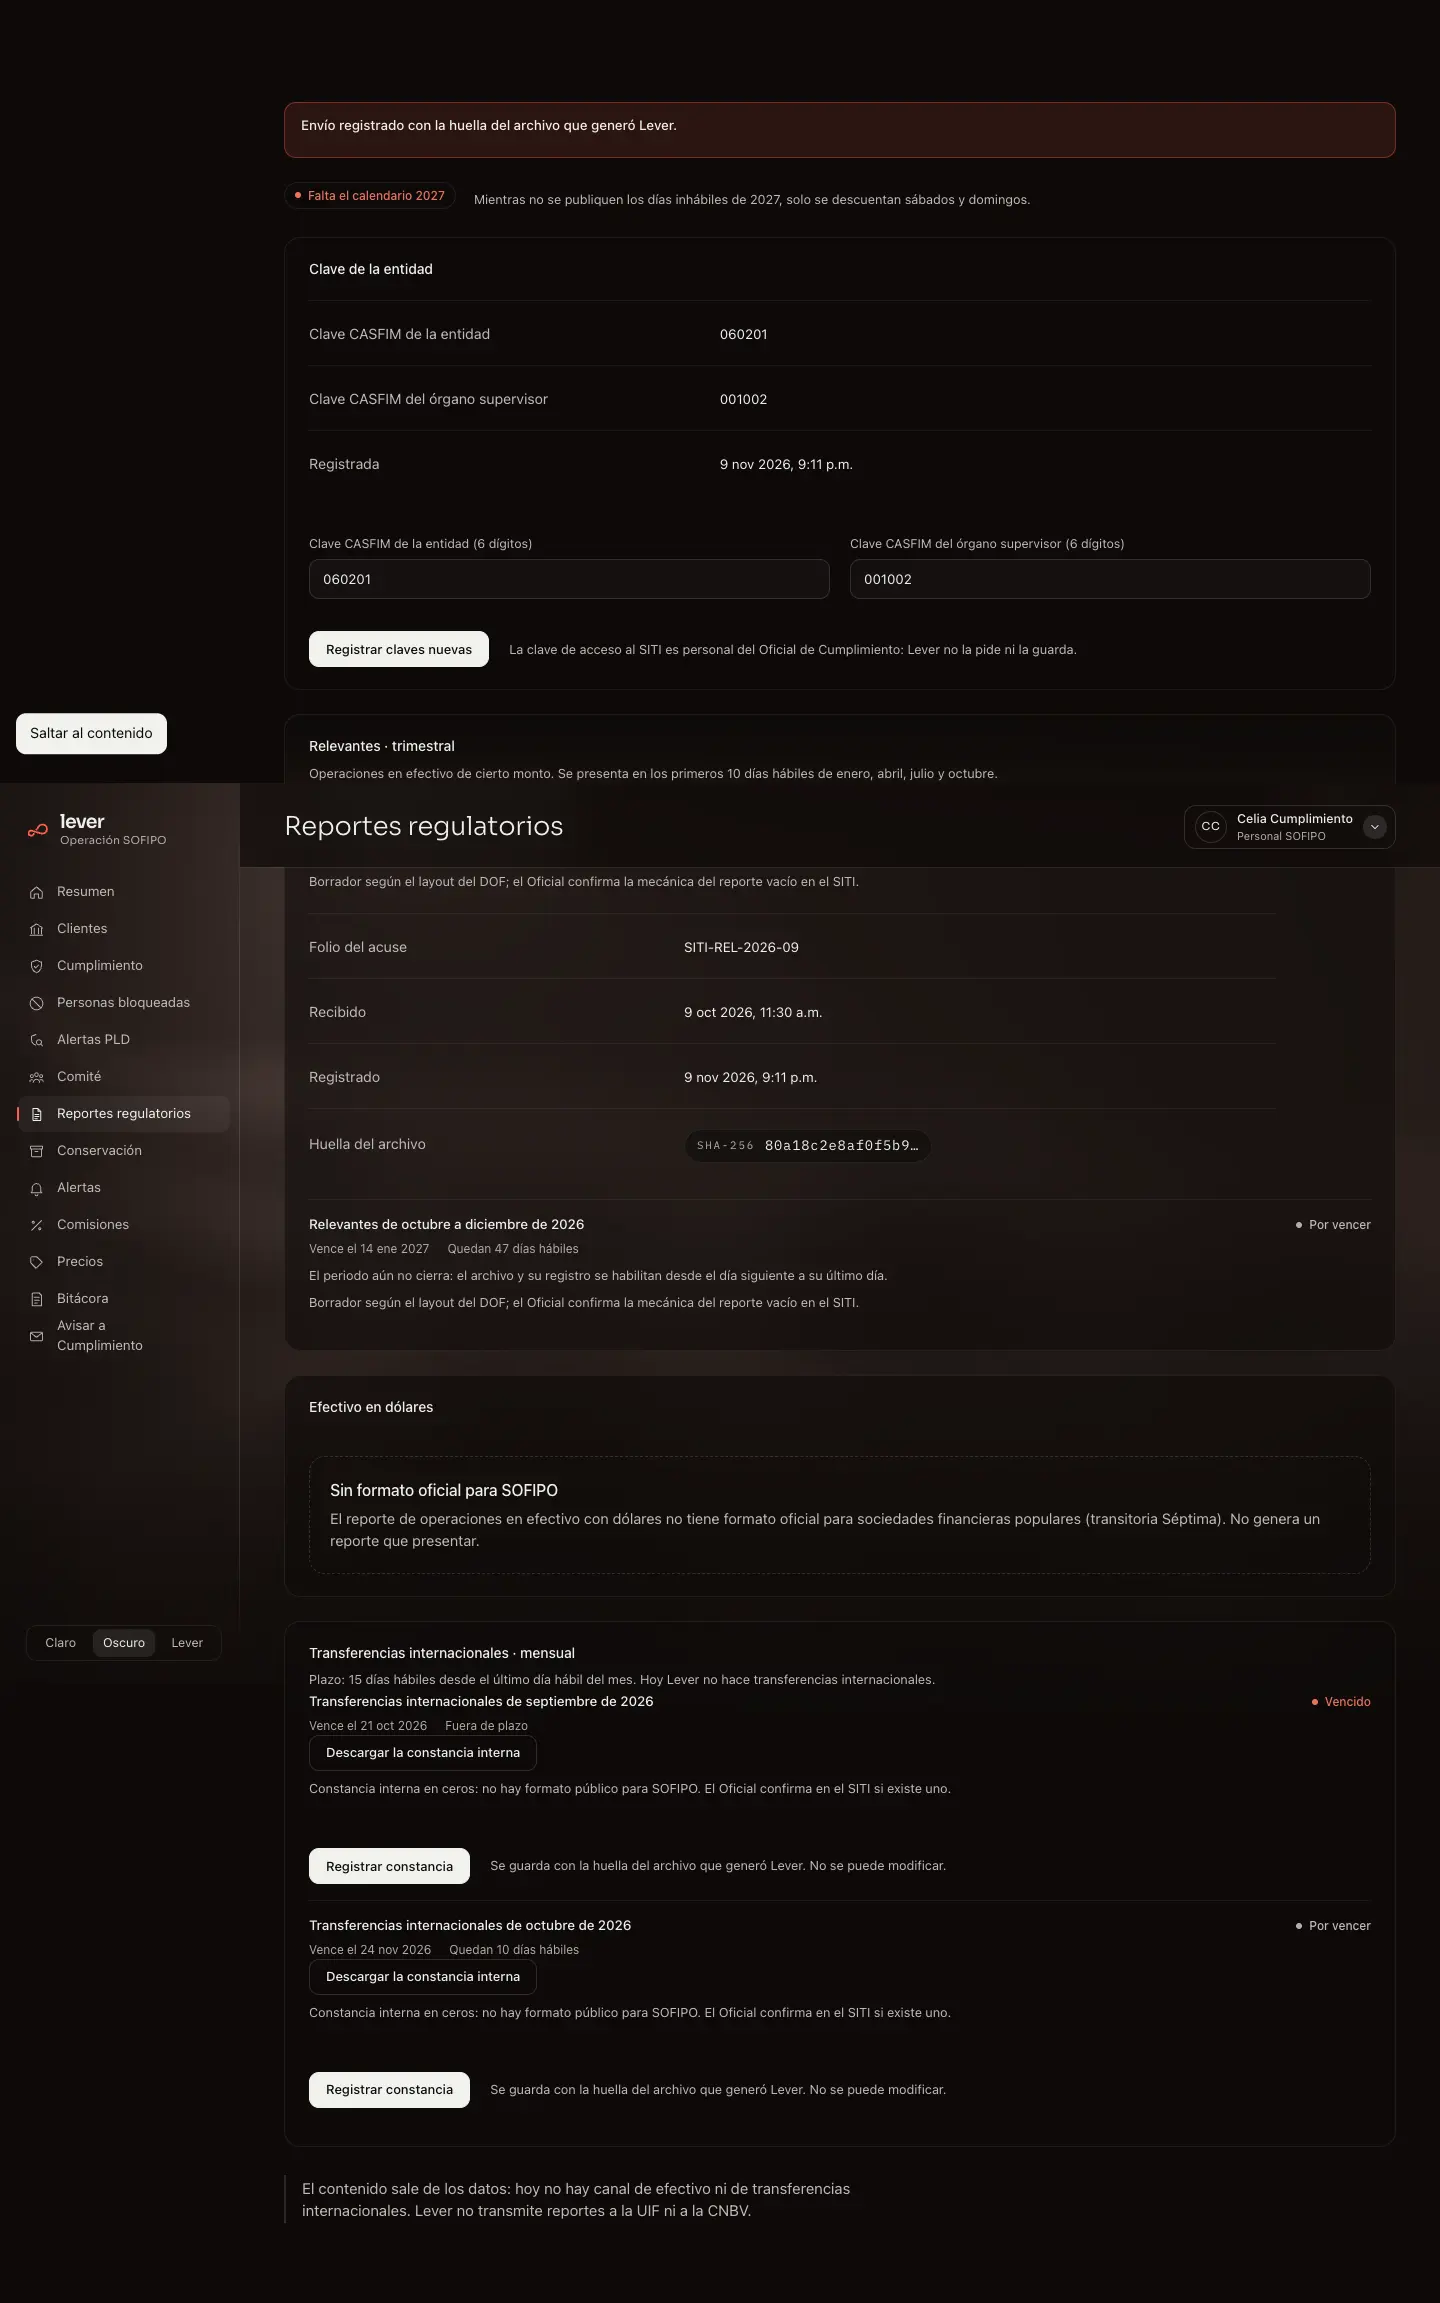 Envío registrado con la huella del archivo que generó Lever.
Falta el calendario 2027
Mientras no se publiquen los días inhábiles de 2027, solo se descuentan sábados y domingos.
Clave de la entidad
Clave CASFIM de la entidad
060201
Clave CASFIM del órgano supervisor
001002
Registrada
9 nov 2026, 9:11 p.m.
Clave CASFIM de la entidad (6 dígitos)
Clave CASFIM del órgano supervisor (6 dígitos)
060201
001002
Registrar claves nuevas
La clave de acceso al SITI es personal del Oficial de Cumplimiento: Lever no la pide ni la guarda.
Saltar al contenido
Relevantes · trimestral
Operaciones en efectivo de cierto monto. Se presenta en los primeros 10 días hábiles de enero, abril, julio y octubre.
lever
Operación SOFIPO
Reportes regulatorios
CC
Celia Cumplimiento
Personal SOFIPO
Resumen
Clientes
Cumplimiento
Personas bloqueadas
Alertas PLD
Comité
Reportes regulatorios
Conservación
Alertas
Comisiones
Precios
Bitácora
Avisar a
Cumplimiento
Claro
Oscuro
Lever
Borrador según el layout del DOF; el Oficial confirma la mecánica del reporte vacío en el SITI.
Folio del acuse
SITI-REL-2026-09
Recibido
9 oct 2026, 11:30 a.m.
Registrado
9 nov 2026, 9:11 p.m.
Huella del archivo
SHA-256 80a18c2e8af0f5b9…
Relevantes de octubre a diciembre de 2026
Por vencer
Vence el 14 ene 2027
Quedan 47 días hábiles
El periodo aún no cierra: el archivo y su registro se habilitan desde el día siguiente a su último día.
Borrador según el layout del DOF; el Oficial confirma la mecánica del reporte vacío en el SITI.
Efectivo en dólares
Sin formato oficial para SOFIPO
El reporte de operaciones en efectivo con dólares no tiene formato oficial para sociedades financieras populares (transitoria Séptima). No genera un
reporte que presentar.
Transferencias internacionales · mensual
Plazo: 15 días hábiles desde el último día hábil del mes. Hoy Lever no hace transferencias internacionales.
Transferencias internacionales de septiembre de 2026
Vencido
Vence el 21 oct 2026
Fuera de plazo
Descargar la constancia interna
Constancia interna en ceros: no hay formato público para SOFIPO. El Oficial confirma en el SITI si existe uno.
Registrar constancia
Se guarda con la huella del archivo que generó Lever. No se puede modificar.
Transferencias internacionales de octubre de 2026
Por vencer
Vence el 24 nov 2026
Quedan 10 días hábiles
Descargar la constancia interna
Constancia interna en ceros: no hay formato público para SOFIPO. El Oficial confirma en el SITI si existe uno.
Registrar constancia
Se guarda con la huella del archivo que generó Lever. No se puede modificar.
El contenido sale de los datos: hoy no hay canal de efectivo ni de transferencias
internacionales. Lever no transmite reportes a la UIF ni a la CNBV.